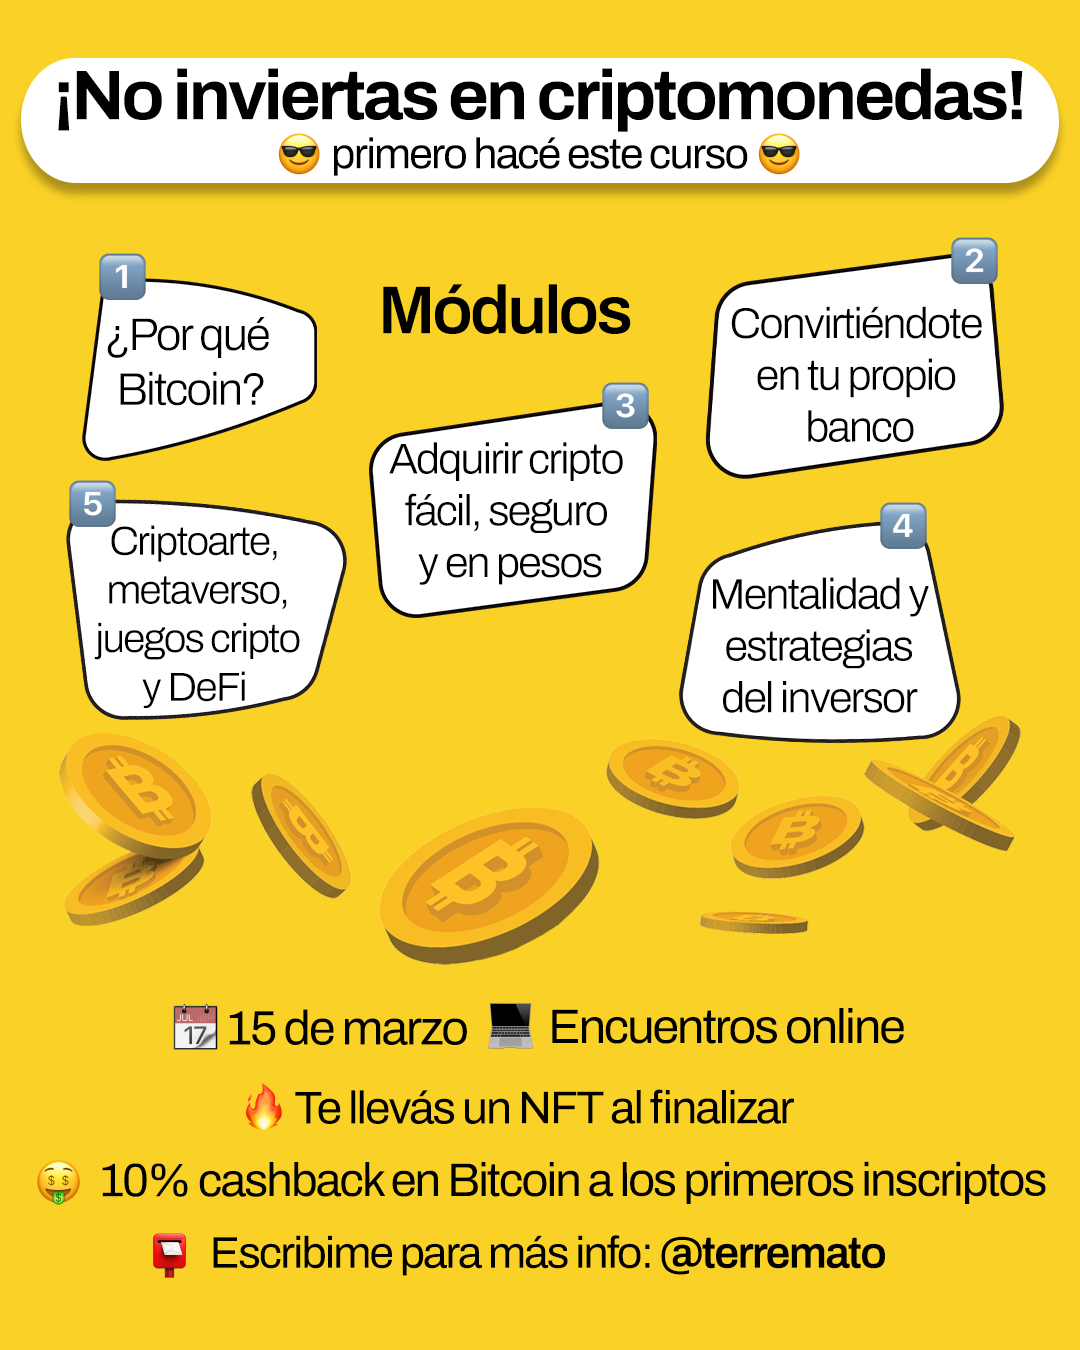 ¡No inviertas en criptomonedas!
😎 primero hacé este curso 😎
Módulos
1
¿Por qué
Bitcoin?
2
Convirtiéndote
en tu propio
banco
3
Adquirir cripto
fácil, seguro
y en pesos
4
Mentalidad y
estrategias
del inversor
5
Criptoarte,
metaverso,
juegos cripto
y DeFi
📅 15 de marzo 💻 Encuentros online
JUL
17
🔥 Te llevás un NFT al finalizar
🤑 10% cashback en Bitcoin a los primeros inscriptos
📮 Escribime para más info: @terremato